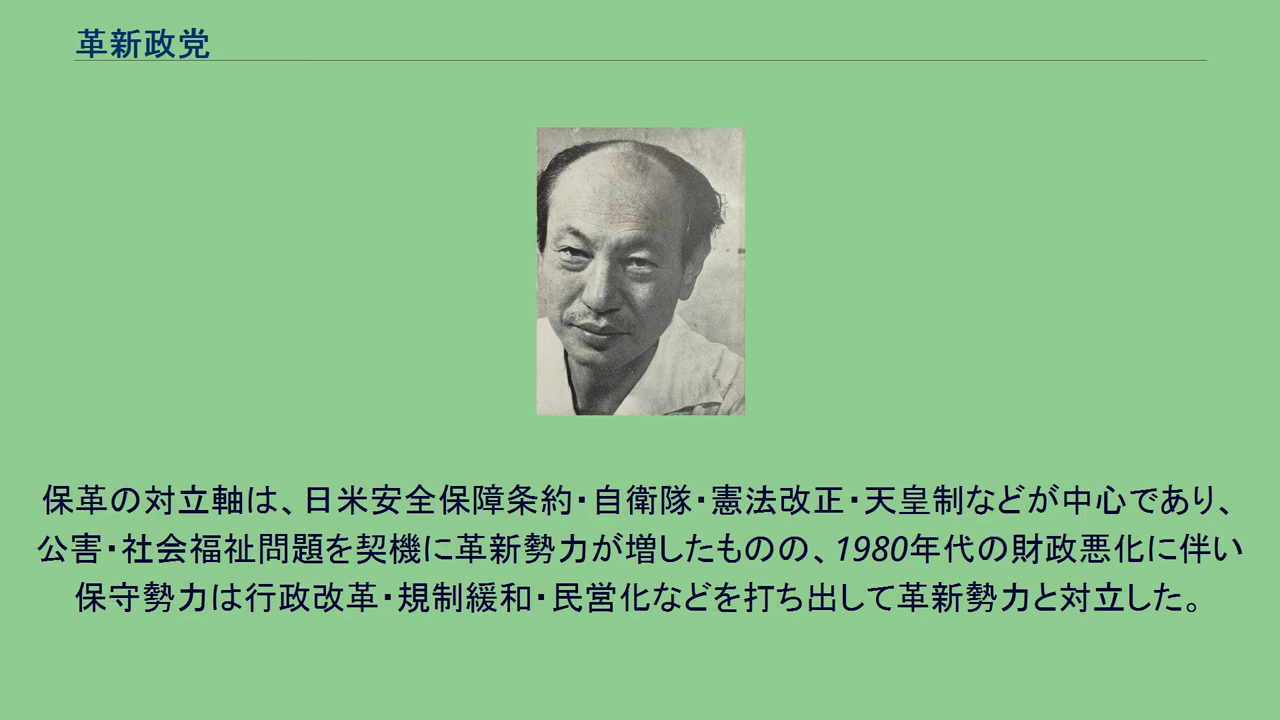 革新政党
保革の対立軸は、日米安全保障条約・自衛隊・憲法改正・天皇制などが中心であり、
公害・社会福祉問題を契機に革新勢力が増したものの、1980年代の財政悪化に伴い
保守勢力は行政改革・規制緩和・民営化などを打ち出して革新勢力と対立した。